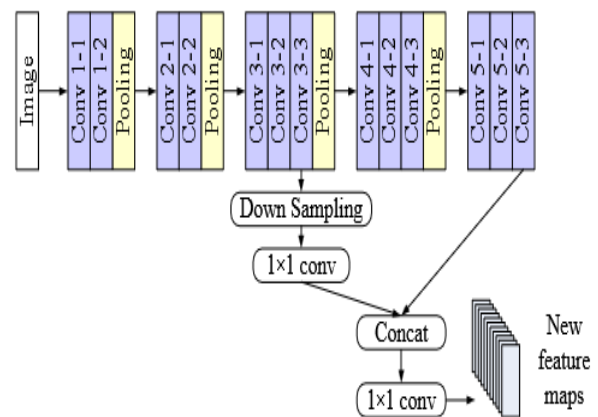 Image
Conv 1-1
Conv 1-2
Pooling
Conv 2-1
Conv 2-2
Pooling
Conv 3-1
Conv 3-2
Conv 3-3
Pooling
Conv 4-1
Conv 4-2
Conv 4-3
Pooling
Conv 5-1
Conv 5-2
Conv 5-3
Down Sampling
1×1 conv
Concat
1×1 conv
New
feature
maps